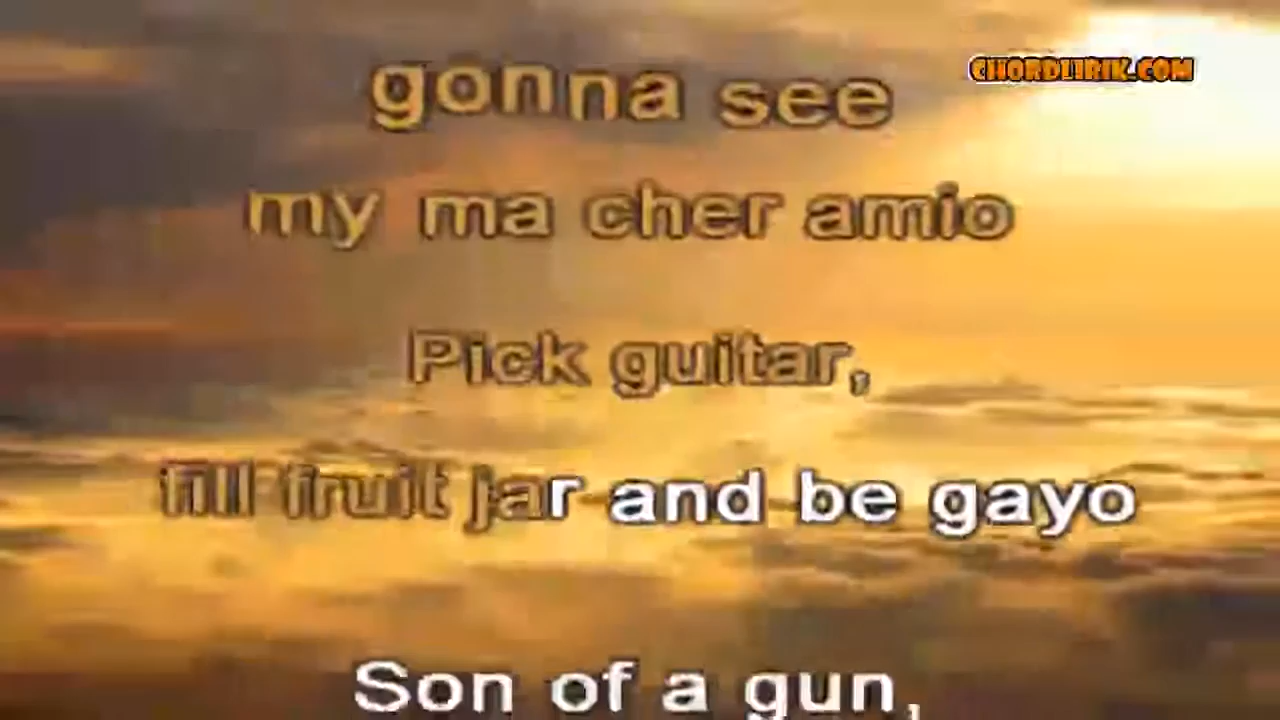 gonna see
CHORDLIRIK.COM
my ma cher amio
Pick guitar,
fill fruit jar and be gayo
Son of a gun,